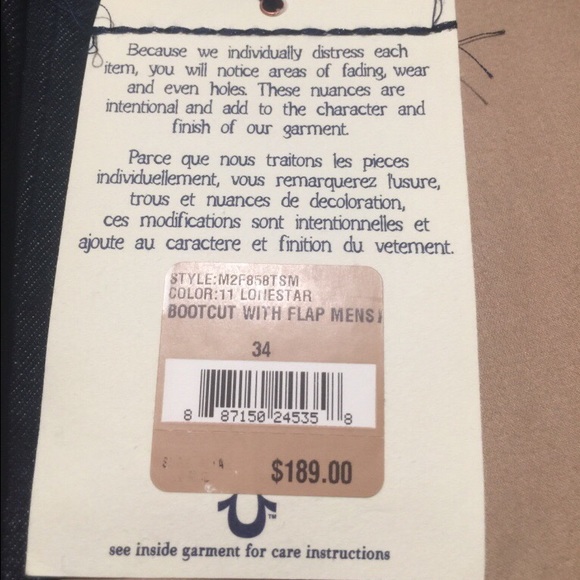 Because we individually distress each
item, you will notice areas of fading, wear
and even holes. These nuances are
intentional and add to the character and
finish of our garment.
Parce que nous traitons les pieces
individuellement, vous remarquerez l'usure,
trous et nuances de decoloration,
ces modifications sont intentionnelles et
ajoute au caractere et finition du vetement.
STYLE:M2F858TSM
COLOR:11 LONESTAR
BOOTCUT WITH FLAP MENS
34
8 87150 24535 8
$189.00
TM
see inside garment for care instructions